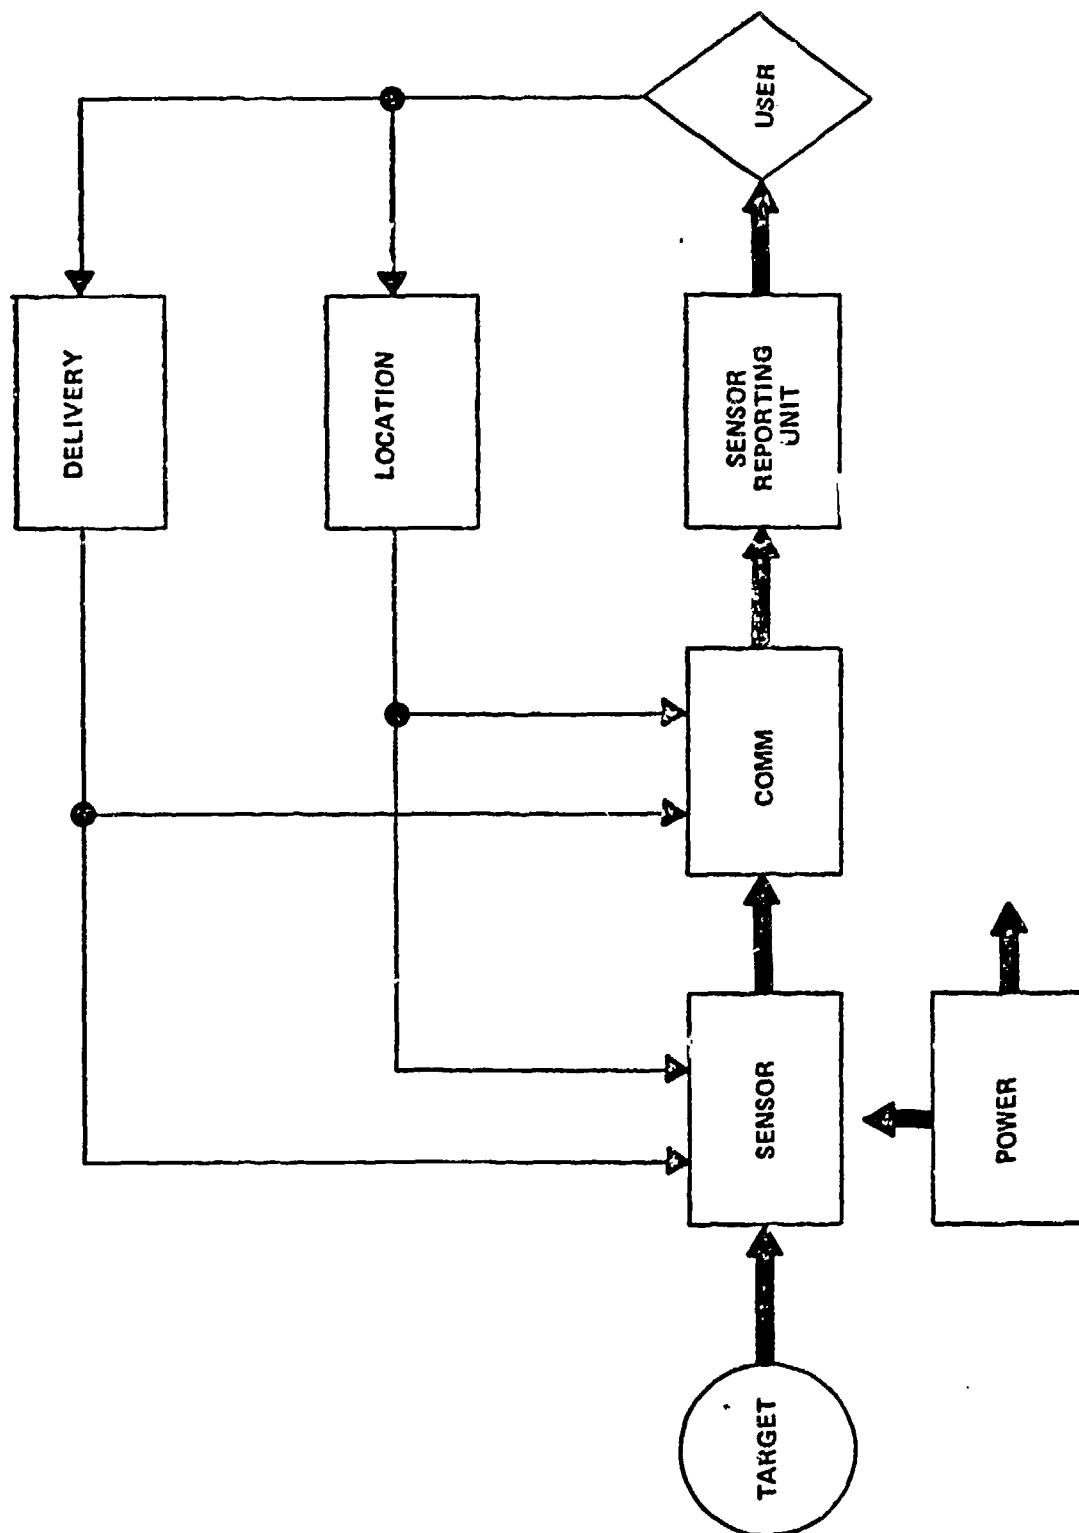 DELIVERY
LOCATION
TARGET
SENSOR
COMM
SENSOR
REPORTING
UNIT
USER
POWER